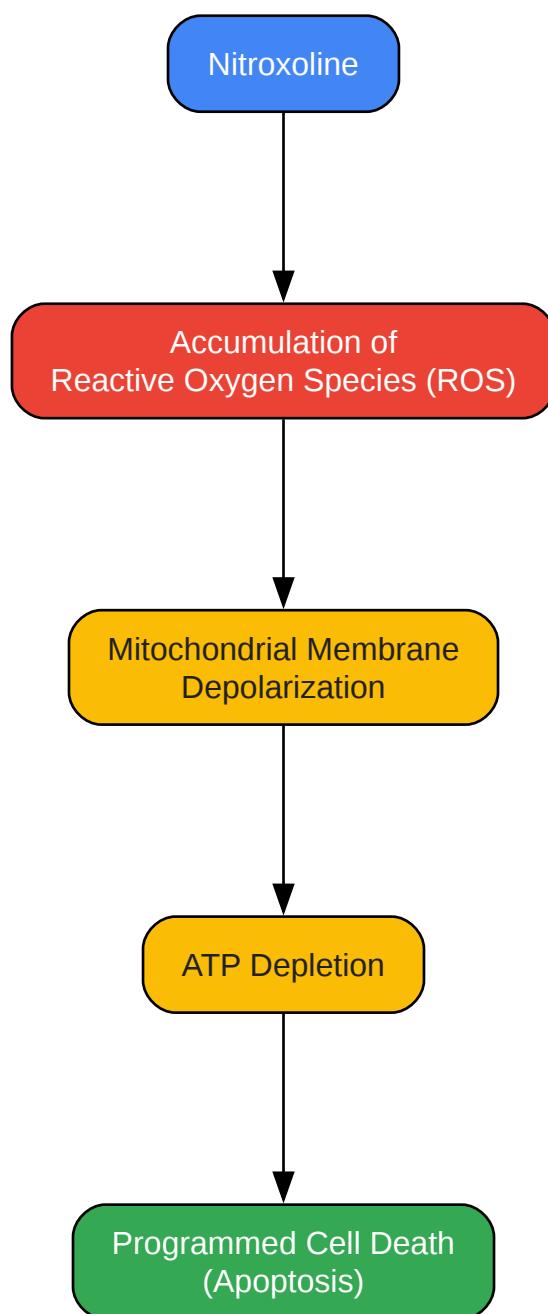 Nitroxoline
Accumulation of
Reactive Oxygen Species (ROS)
Mitochondrial Membrane
Depolarization
ATP Depletion
Programmed Cell Death
(Apoptosis)